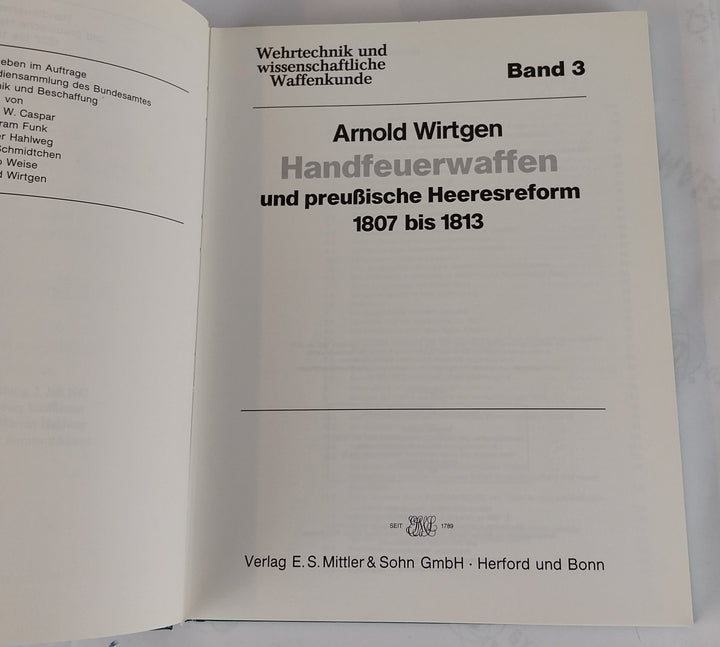 eben im Auftrage
diensammlung des Bundesamtes
ik und Beschaffung
von
W. Caspar
ram Funk
er Hahlweg
Schmidtchen
Weise
Wirtgen
Wehrtechnik und
wissenschaftliche
Waffenkunde
Band 3
Arnold Wirtgen
Handfeuerwaffen
und preußische Heeresreform
1807 bis 1813
SEIT 1789
Verlag E. S. Mittler & Sohn GmbH · Herford und Bonn